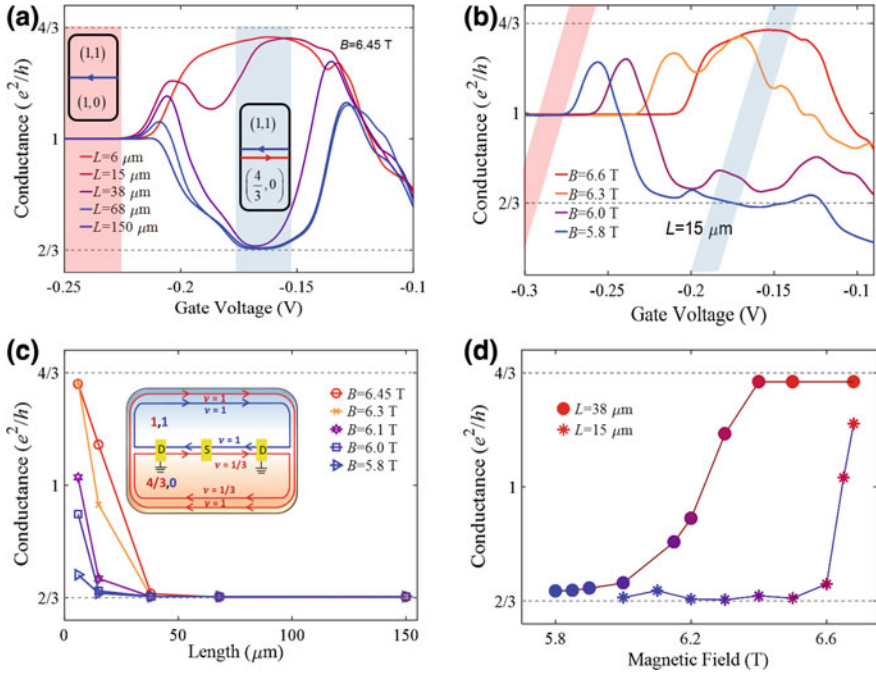 (a)
4/3
1
2/3
Conductance (e²/h)
B=6.45 T
(1,1)
(1,0)
(1,1)
(4/3,0)
L=6 μm
L=15 μm
L=38 μm
L=68 μm
L=150 μm
-0.25
-0.2
-0.15
-0.1
Gate Voltage (V)
(b)
4/3
1
2/3
Conductance (e²/h)
B=6.6 T
B=6.3 T
B=6.0 T
B=5.8 T
L=15 μm
-0.3
-0.25
-0.2
-0.15
-0.1
Gate Voltage (V)
(c)
4/3
1
2/3
Conductance (e²/h)
ν = 1
ν = 1
1,1
ν = 1
D
S
D
ν = 1/3
4/3,0
ν = 1/3
ν = 1
B=6.45 T
B=6.3 T
B=6.1 T
B=6.0 T
B=5.8 T
0
50
100
150
Length (μm)
(d)
4/3
1
2/3
Conductance (e²/h)
L=38 μm
L=15 μm
5.8
6.2
6.6
Magnetic Field (T)